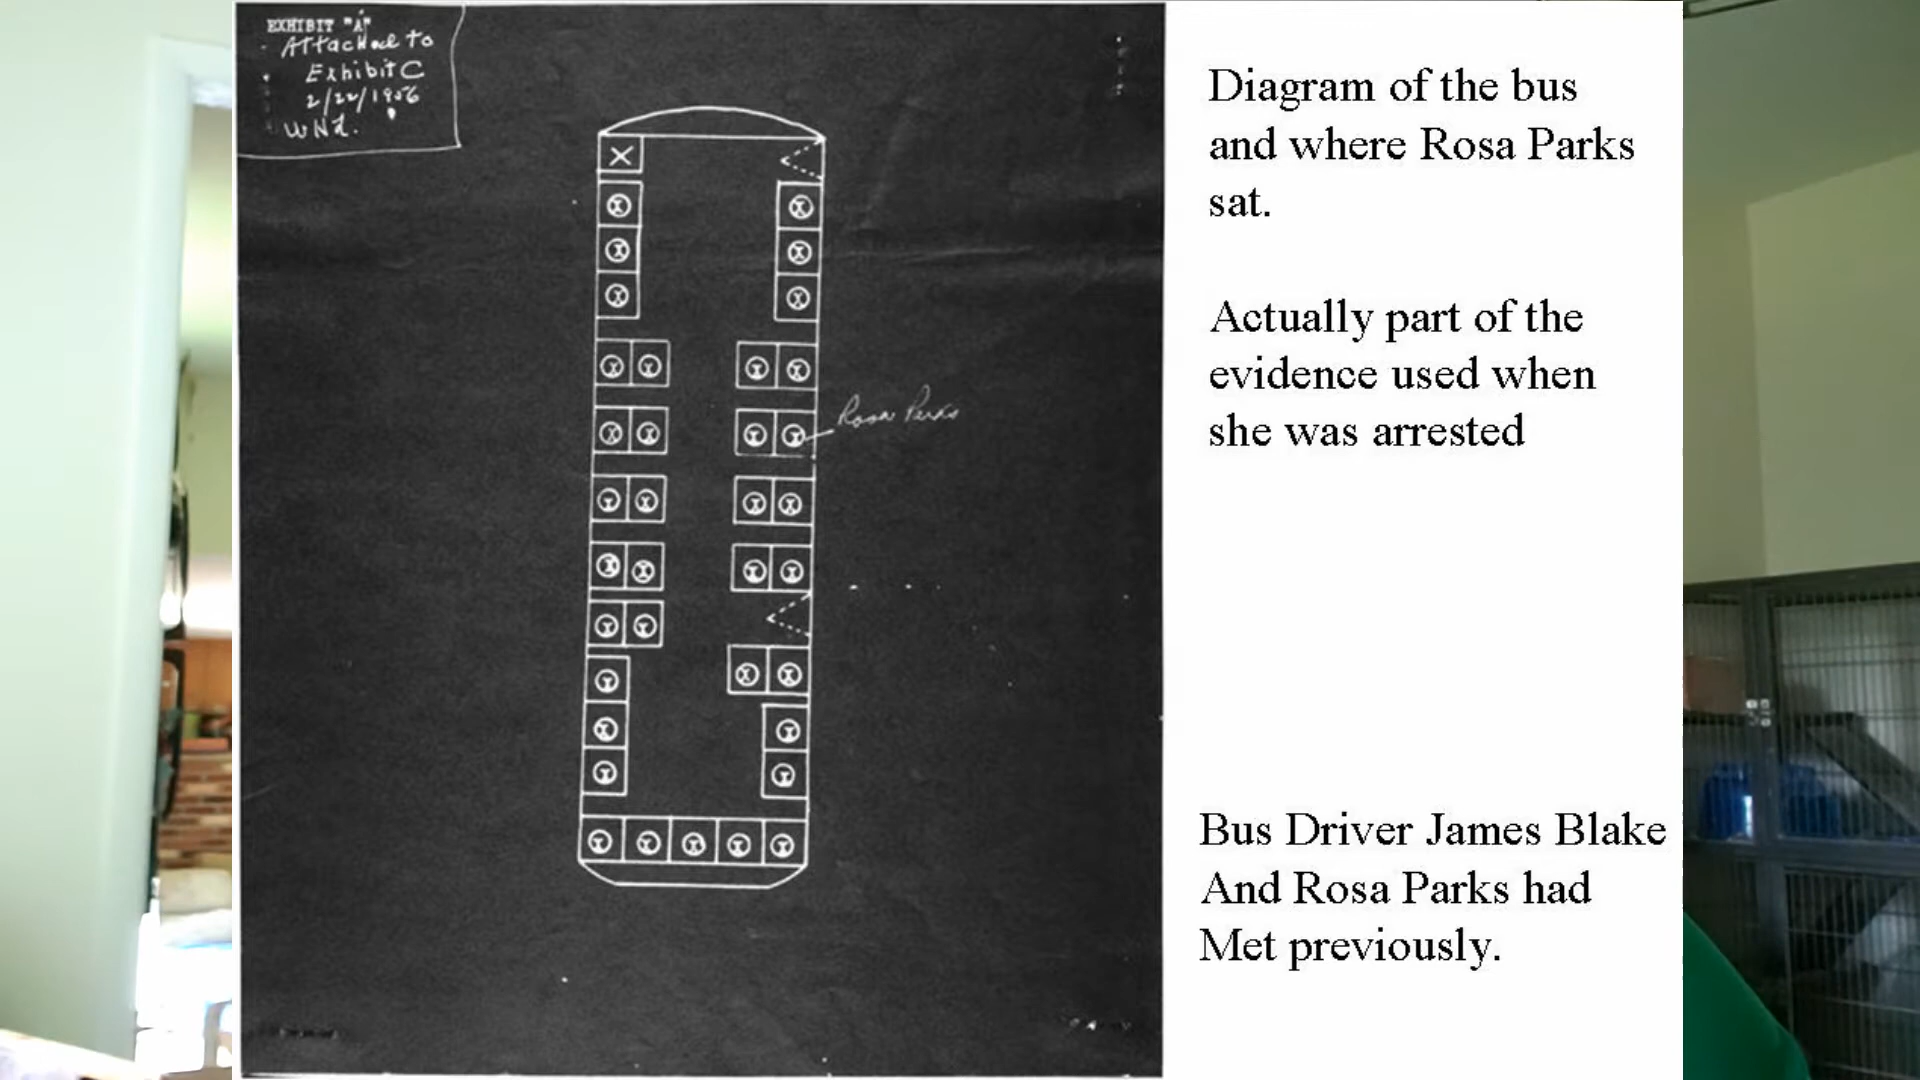 EXHIBIT "A"
Attached to
Exhibit C
2/22/1956
Rosa Parks
Diagram of the bus
and where Rosa Parks
sat.
Actually part of the
evidence used when
she was arrested
Bus Driver James Blake
And Rosa Parks had
Met previously.